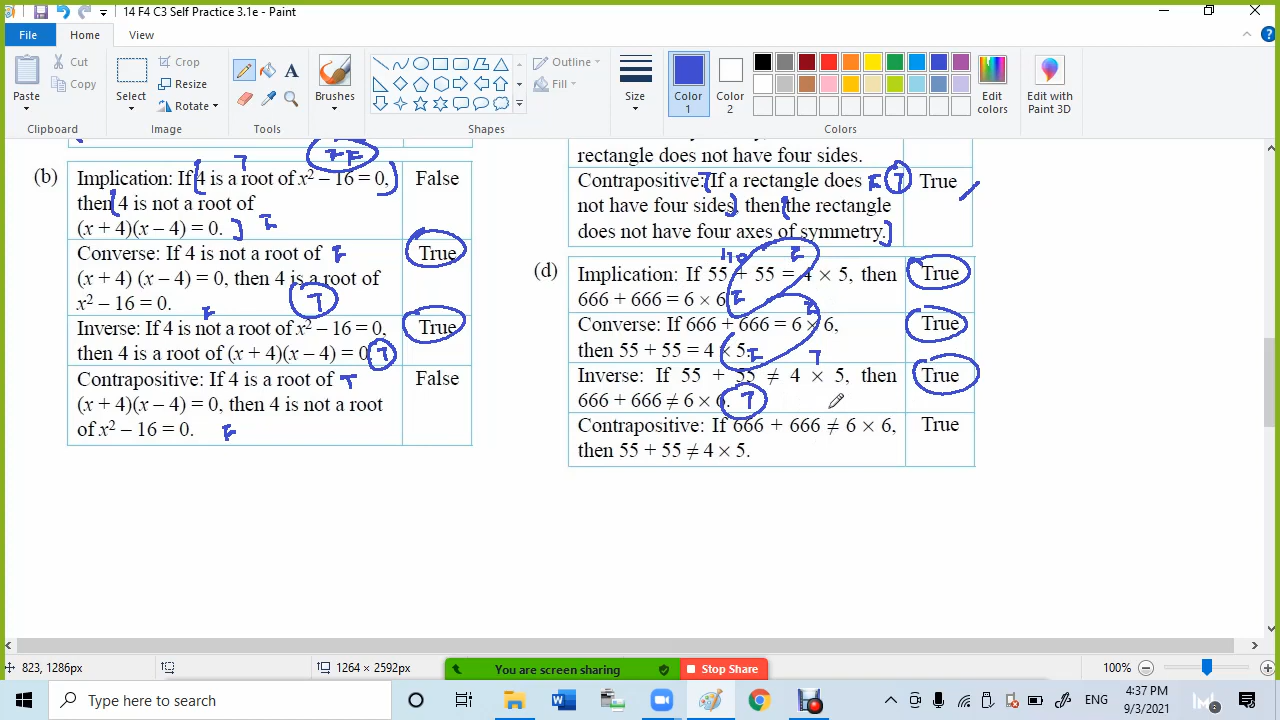 14 F4 C3 Self Practice 3.1e - Paint
File
Home
View
Paste
Cut
Copy
Clipboard
Select
Crop
Resize
Rotate
Image
Tools
Brushes
Shapes
Outline
Fill
Size
Color 1
Color 2
Edit colors
Colors
Edit with Paint 3D
(b)
Implication: If 4 is a root of x² − 16 = 0,
then 4 is not a root of
(x + 4)(x − 4) = 0.
False
Converse: If 4 is not a root of
(x + 4) (x − 4) = 0, then 4 is a root of
x² − 16 = 0.
True
Inverse: If 4 is not a root of x² − 16 = 0,
then 4 is a root of (x + 4)(x − 4) = 0
True
Contrapositive: If 4 is a root of
(x + 4)(x − 4) = 0, then 4 is not a root
of x² − 16 = 0.
False
rectangle does not have four sides.
Contrapositive: If a rectangle does
not have four sides, then the rectangle
does not have four axes of symmetry.
True
(d)
Implication: If 55 + 55 = 4 × 5, then
666 + 666 = 6 × 6
True
Converse: If 666 + 666 = 6 × 6,
then 55 + 55 = 4 × 5.
True
Inverse: If 55 + 55 ≠ 4 × 5, then
666 + 666 ≠ 6 × 6.
True
Contrapositive: If 666 + 666 ≠ 6 × 6,
then 55 + 55 ≠ 4 × 5.
True
T
T
T
T
T
T
T
110
823, 1286px
1264 × 2592px
You are screen sharing
Stop Share
100%
Type here to search
ENG
4:37 PM
9/3/2021